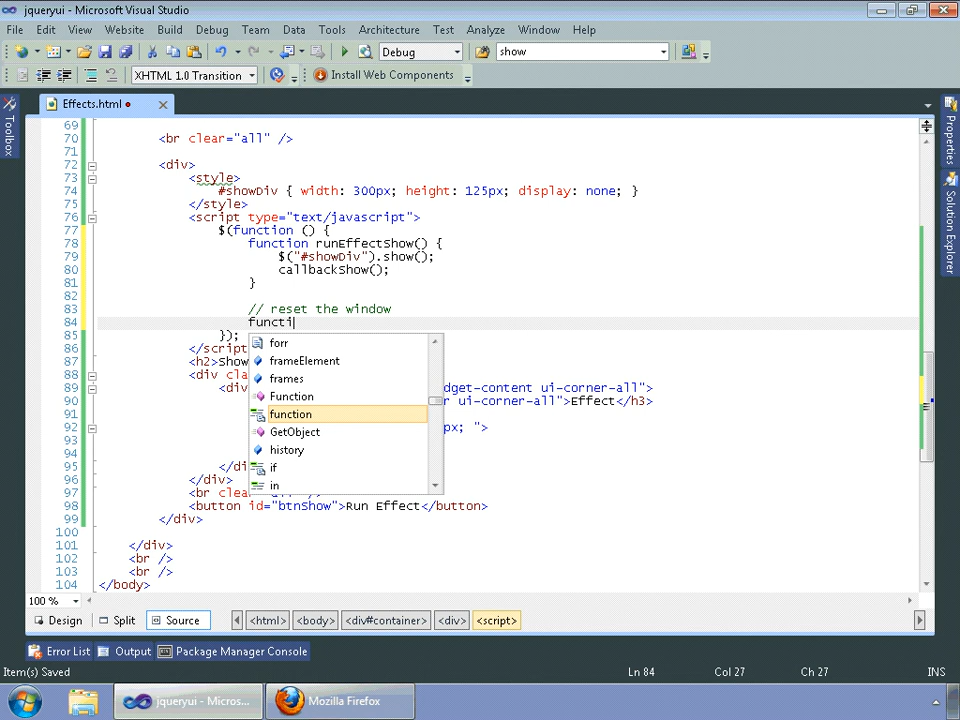 jqueryui - Microsoft Visual Studio
File Edit View Website Build Debug Team Data Tools Architecture Test Analyze Window Help
Debug show
XHTML 1.0 Transition Install Web Components
Effects.html
Toolbox
Properties
Solution Explorer
69
70 <br clear="all" />
71
72 <div>
73 <style>
74 #showDiv { width: 300px; height: 125px; display: none; }
75 </style>
76 <script type="text/javascript">
77 $(function () {
78 function runEffectShow() {
79 $("#showDiv").show();
80 callbackShow();
81 }
82
83 // reset the window
84 functi
85 });
86 </script
87 <h2>Show
88 <div cla
89 <div dget-content ui-corner-all">
90 r ui-corner-all">Effect</h3>
91
92 px; ">
93
94
95 </di
96 </div>
97 <br clear="all" />
98 <button id="btnShow">Run Effect</button>
99 </div>
100
101 </div>
102 <br />
103 <br />
104 </body>
forr
frameElement
frames
Function
function
GetObject
history
if
in
100 %
Design Split Source <html> <body> <div#container> <div> <script>
Error List Output Package Manager Console
Item(s) Saved Ln 84 Col 27 Ch 27 INS
jqueryui - Micros... Mozilla Firefox